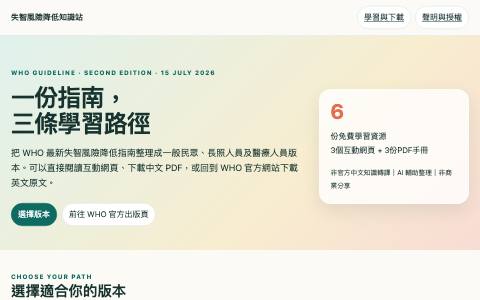 失智風險降低知識站
學習與下載
聲明與授權
WHO GUIDELINE · SECOND EDITION · 15 JULY 2026
一份指南，
三條學習路徑
把 WHO 最新失智風險降低指南整理成一般民眾、長照人員及醫療人員版
本。可以直接閱讀互動網頁、下載中文 PDF，或回到 WHO 官方網站下載
英文原文。
選擇版本
前往 WHO 官方出版頁
6
份免費學習資源
3個互動網頁 + 3份PDF手冊
非官方中文知識轉譯｜AI 輔助整理｜非商
業分享
CHOOSE YOUR PATH
選擇適合你的版本